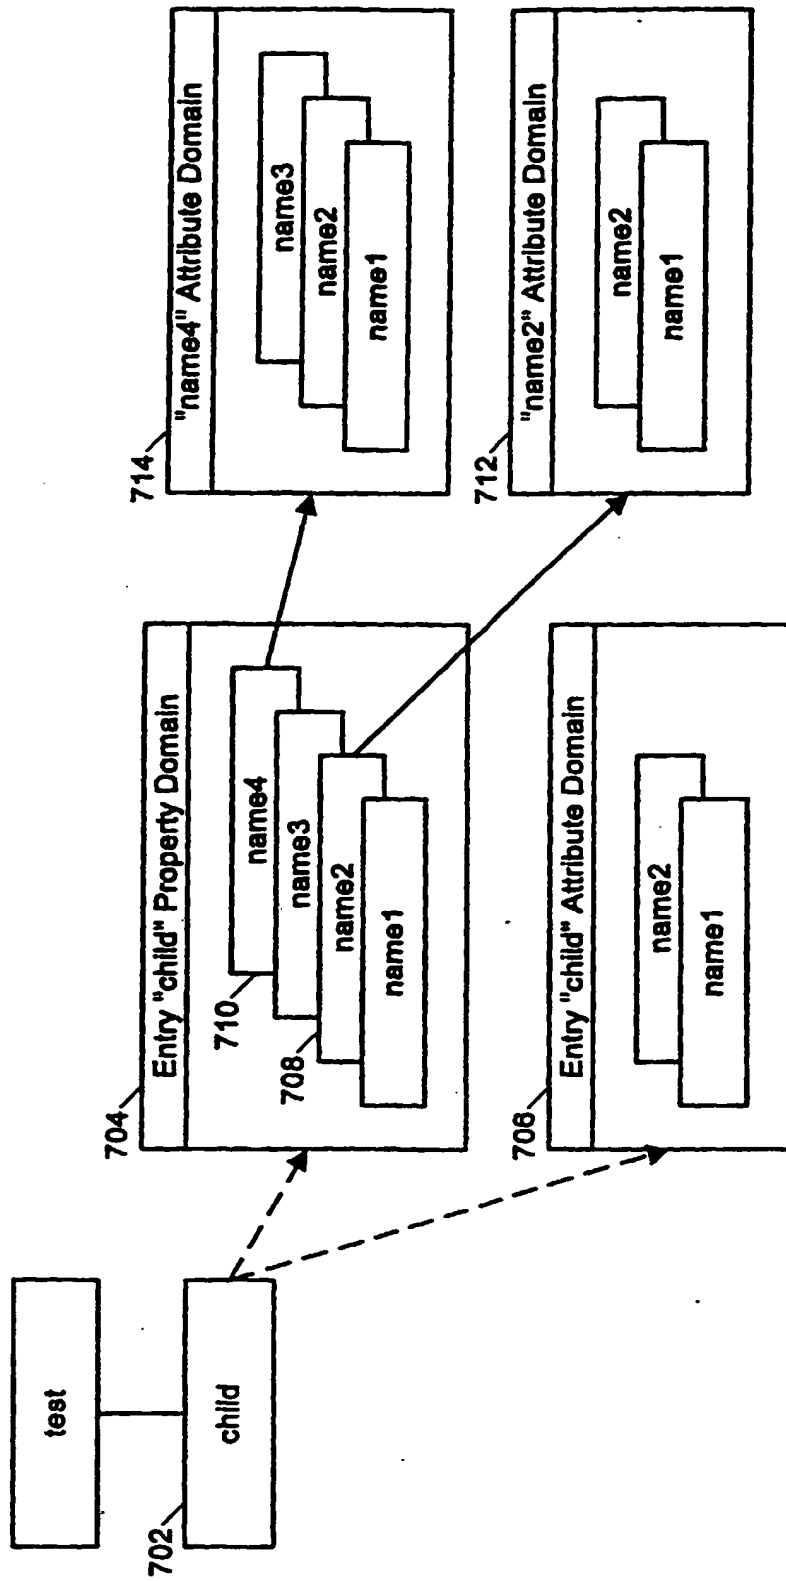 test
702
child
704
Entry "child" Property Domain
710
name4
name3
708
name2
name1
706
Entry "child" Attribute Domain
name2
name1
714
"name4" Attribute Domain
name3
name2
name1
712
"name2" Attribute Domain
name2
name1